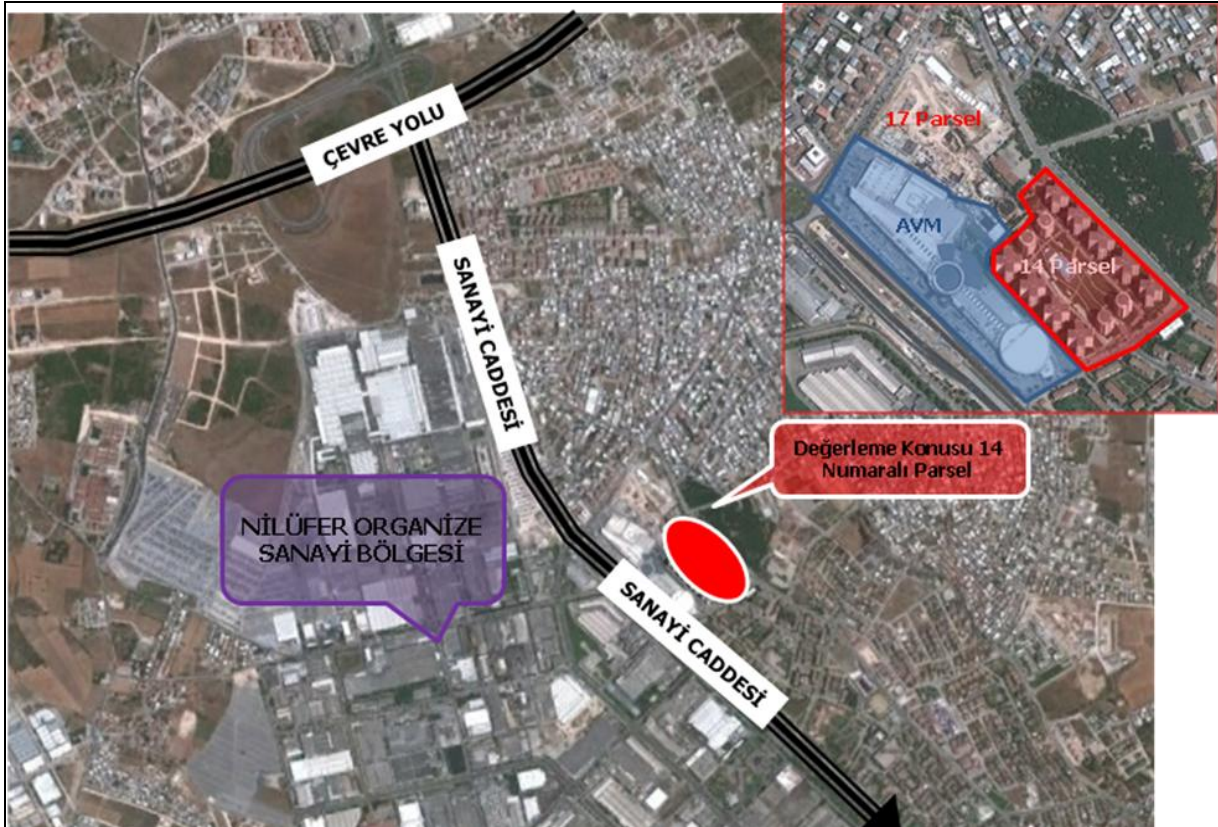 ÇEVRE YOLU
17 Parsel
AVM
14 Parsel
SANAYİ CADDESİ
Değerleme Konusu 14
Numaralı Parsel
NİLÜFER ORGANİZE
SANAYİ BÖLGESİ
SANAYİ CADDESİ